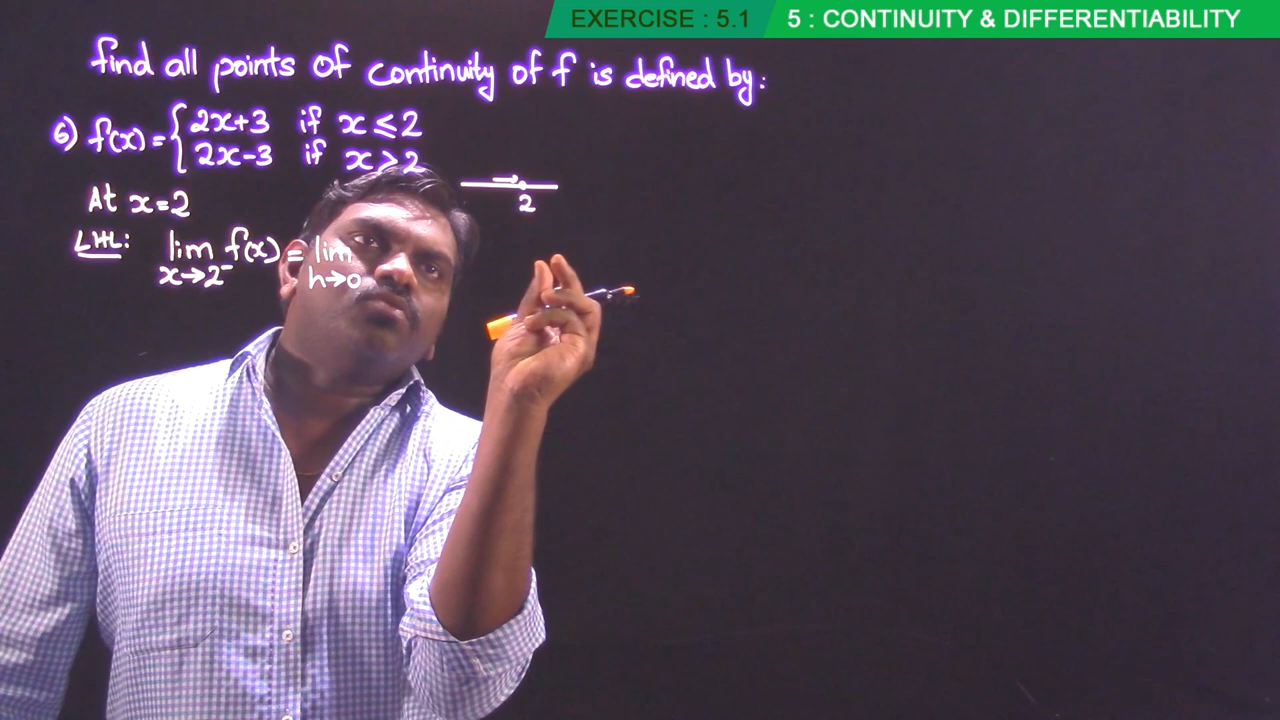 EXERCISE : 5.1 5 : CONTINUITY & DIFFERENTIABILITY
find all points of continuity of f is defined by:
6) f(x) = { 2x+3 if x ≤ 2
2x-3 if x > 2
At x=2
2
LHL: lim f(x) = lim
x→2⁻ h→0